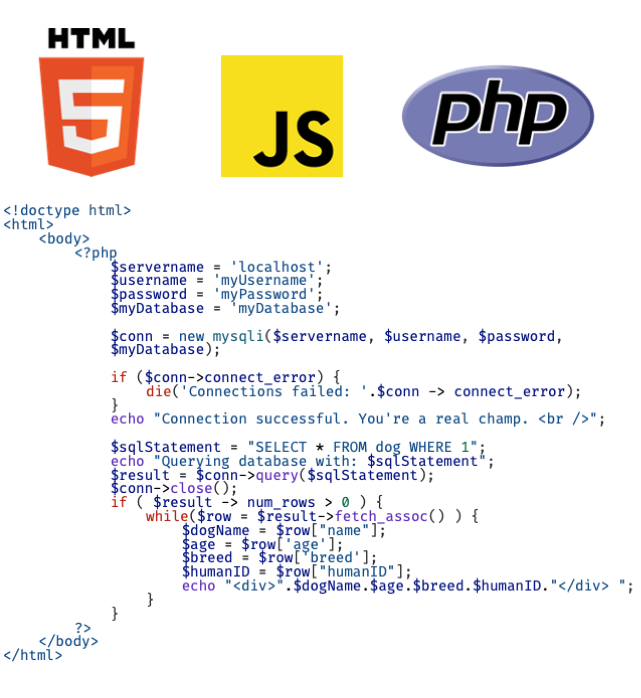 HTML
5
JS
php
<!doctype html>
<html>
    <body>
        <?php
            $servername = 'localhost';
            $username = 'myUsername';
            $password = 'myPassword';
            $myDatabase = 'myDatabase';

            $conn = new mysqli($servername, $username, $password,
            $myDatabase);

            if ($conn->connect_error) {
                die('Connections failed: '.$conn -> connect_error);
            }
            echo "Connection successful. You're a real champ. <br />";

            $sqlStatement = "SELECT * FROM dog WHERE 1";
            echo "Querying database with: $sqlStatement";
            $result = $conn->query($sqlStatement);
            $conn->close();
            if ( $result -> num_rows > 0 ) {
                while($row = $result->fetch_assoc() ) {
                    $dogName = $row["name"];
                    $age = $row['age'];
                    $breed = $row['breed'];
                    $humanID = $row["humanID"];
                    echo "<div>".$dogName.$age.$breed.$humanID."</div> ";
                }
            }
        ?>
    </body>
</html>